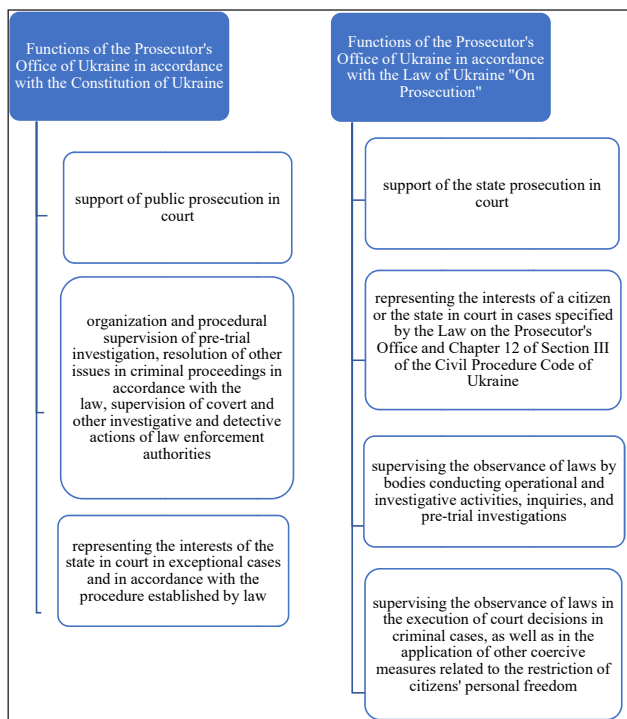 Functions of the Prosecutor's
Office of Ukraine in accordance
with the Constitution of Ukraine
support of public prosecution in
court
organization and procedural
supervision of pre-trial
investigation, resolution of other
issues in criminal proceedings in
accordance with the
law, supervision of covert and
other investigative and detective
actions of law enforcement
authorities
representing the interests of the
state in court in exceptional cases
and in accordance with the
procedure established by law
Functions of the Prosecutor's
Office of Ukraine in accordance
with the Law of Ukraine "On
Prosecution"
support of the state prosecution in
court
representing the interests of a citizen
or the state in court in cases specified
by the Law on the Prosecutor's
Office and Chapter 12 of Section III
of the Civil Procedure Code of
Ukraine
supervising the observance of laws by
bodies conducting operational and
investigative activities, inquiries, and
pre-trial investigations
supervising the observance of laws in
the execution of court decisions in
criminal cases, as well as in the
application of other coercive
measures related to the restriction of
citizens' personal freedom